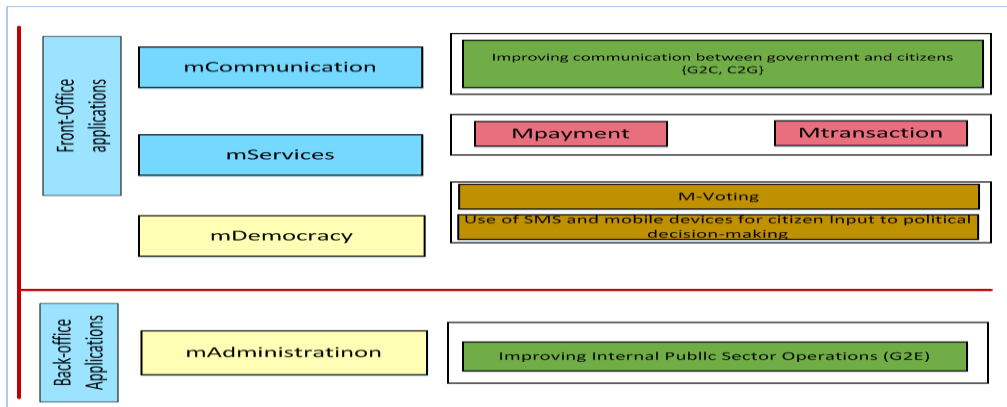 Front-Office
applications
mCommunication
Improving communication between government and citizens
{G2C, C2G}
mServices
Mpayment
Mtransaction
mDemocracy
M-Voting
Use of SMS and mobile devices for citizen Input to political
decision-making
Back-office
Applications
mAdministratinon
Improving Internal Public Sector Operations (G2E)